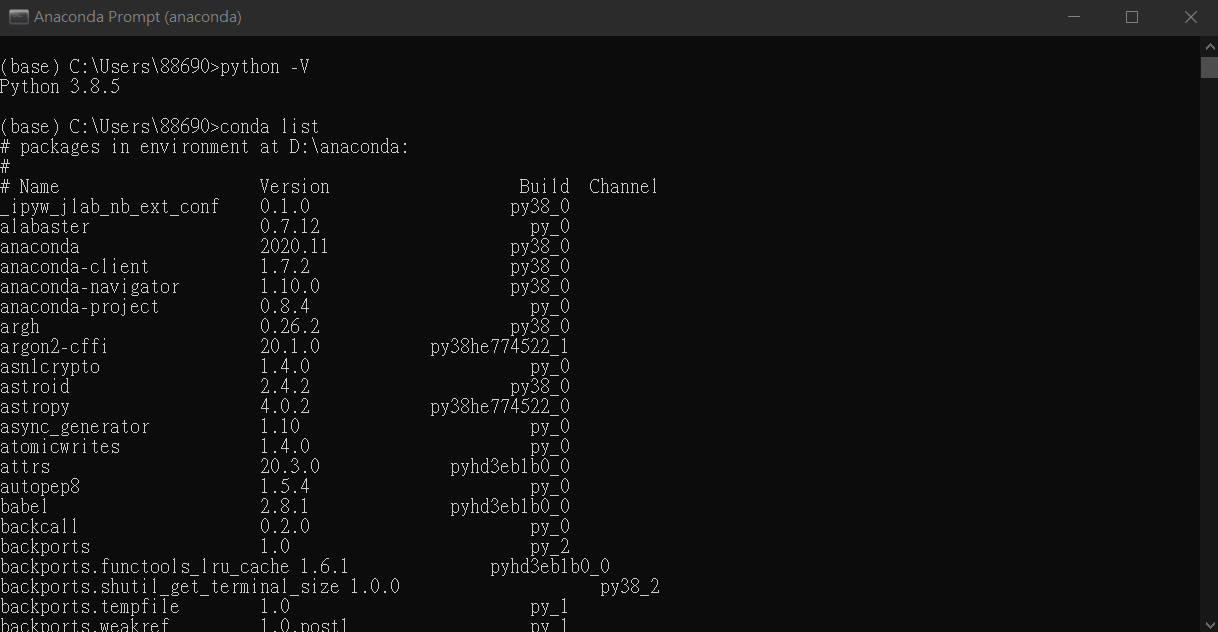 Anaconda Prompt (anaconda)
(base) C:\Users\88690>python -V
Python 3.8.5
(base) C:\Users\88690>conda list
# packages in environment at D:\anaconda:
#
# Name                    Version                   Build  Channel
_ipyw_jlab_nb_ext_conf    0.1.0                    py38_0
alabaster                 0.7.12                     py_0
anaconda                  2020.11                  py38_0
anaconda-client           1.7.2                    py38_0
anaconda-navigator        1.10.0                   py38_0
anaconda-project          0.8.4                      py_0
argh                      0.26.2                   py38_0
argon2-cffi               20.1.0           py38he774522_1
asn1crypto                1.4.0                      py_0
astroid                   2.4.2                    py38_0
astropy                   4.0.2            py38he774522_0
async_generator           1.10                       py_0
atomicwrites              1.4.0                      py_0
attrs                     20.3.0             pyhd3eb1b0_0
autopep8                  1.5.4                      py_0
babel                     2.8.1              pyhd3eb1b0_0
backcall                  0.2.0                      py_0
backports                 1.0                        py_2
backports.functools_lru_cache 1.6.1              pyhd3eb1b0_0
backports.shutil_get_terminal_size 1.0.0                    py38_2
backports.tempfile        1.0                        py_1
backports.weakref         1.0.post1                  py_1